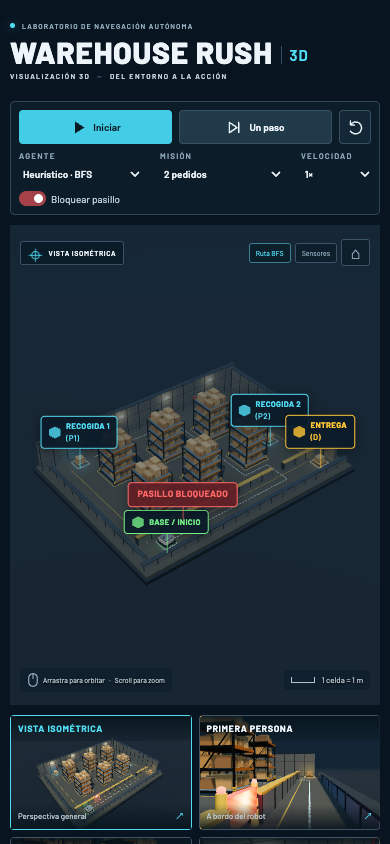 LABORATORIO DE NAVEGACIÓN AUTÓNOMA
WAREHOUSE RUSH | 3D
VISUALIZACIÓN 3D — DEL ENTORNO A LA ACCIÓN
Iniciar
Un paso
AGENTE
MISIÓN
VELOCIDAD
Heurístico · BFS
2 pedidos
1×
Bloquear pasillo
VISTA ISOMÉTRICA
Ruta BFS
Sensores
RECOGIDA 1
(P1)
RECOGIDA 2
(P2)
ENTREGA
(D)
PASILLO BLOQUEADO
BASE / INICIO
Arrastra para orbitar · Scroll para zoom
1 celda = 1 m
VISTA ISOMÉTRICA
Perspectiva general
↗
PRIMERA PERSONA
A bordo del robot
↗